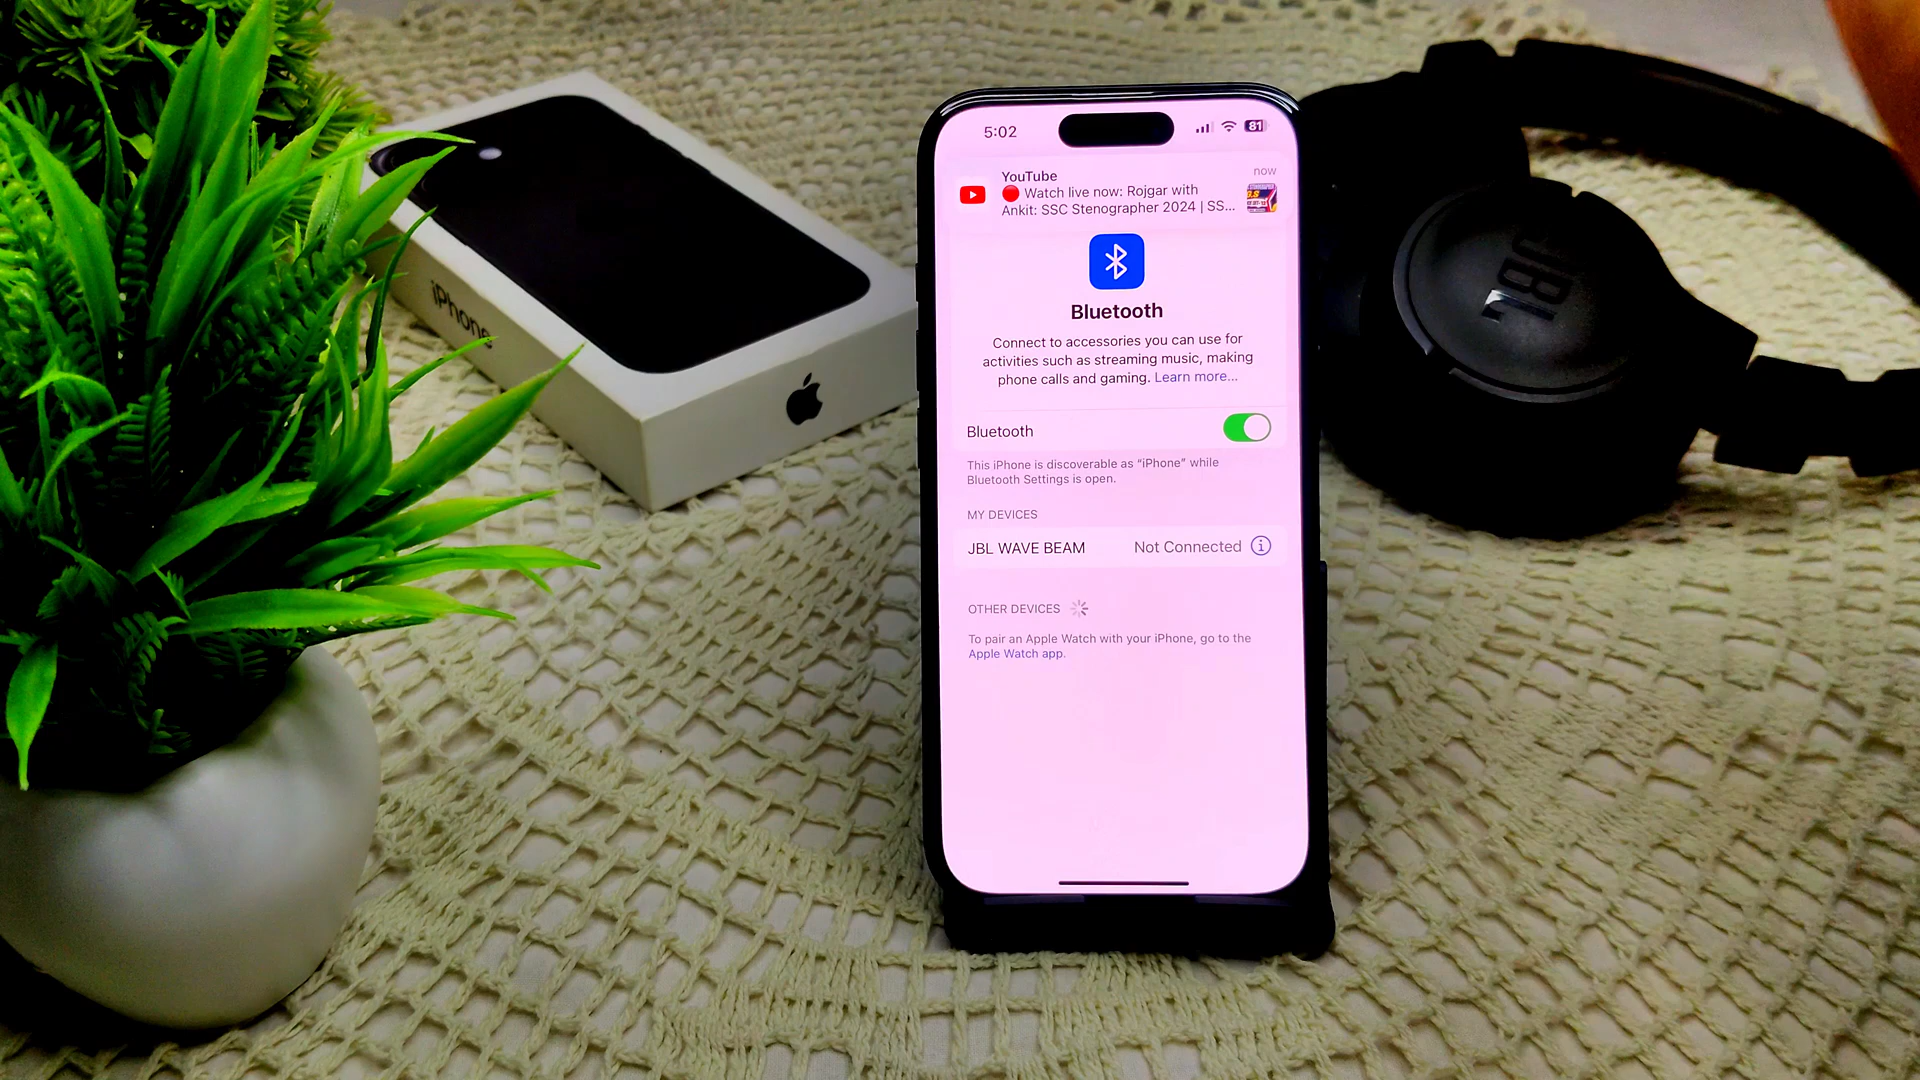 5:02
81
YouTube
now
🔴 Watch live now: Rojgar with
Ankit: SSC Stenographer 2024 | SS...
Bluetooth
Connect to accessories you can use for
activities such as streaming music, making
phone calls and gaming. Learn more...
Bluetooth
This iPhone is discoverable as “iPhone” while
Bluetooth Settings is open.
MY DEVICES
JBL WAVE BEAM Not Connected
OTHER DEVICES
To pair an Apple Watch with your iPhone, go to the
Apple Watch app.
iPhone
JBL